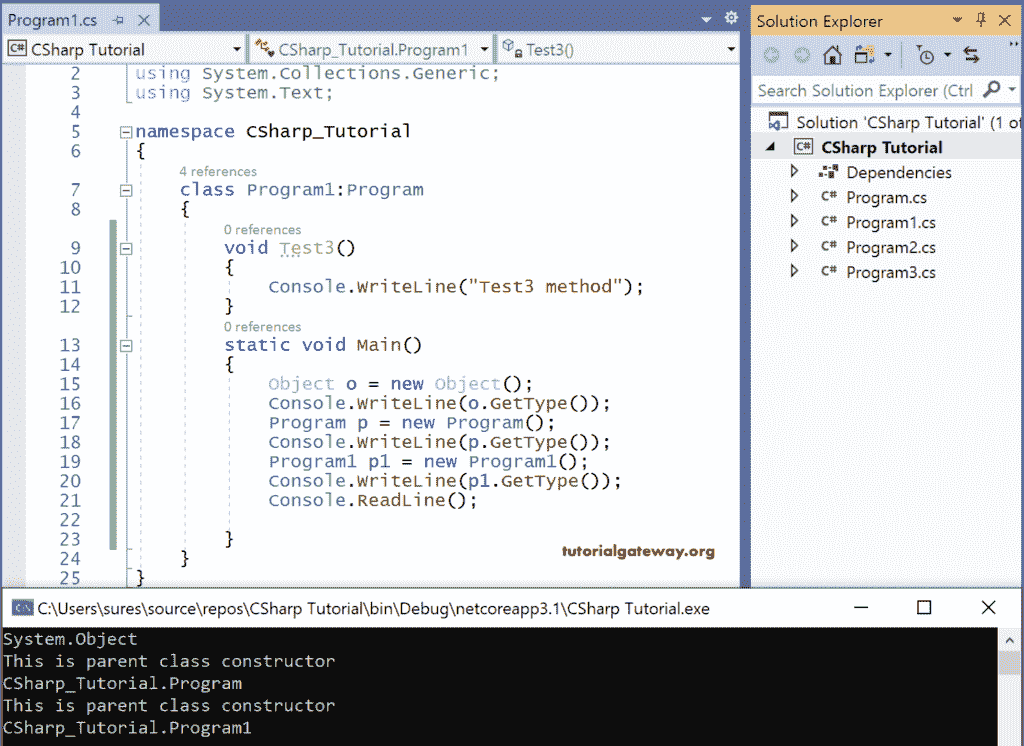 Program1.cs
CSharp Tutorial
CSharp_Tutorial.Program1
Test3()
2 using System.Collections.Generic;
3 using System.Text;
4
5 namespace CSharp_Tutorial
6 {
4 references
7 class Program1:Program
8 {
0 references
9 void Test3()
10 {
11 Console.WriteLine("Test3 method");
12 }
0 references
13 static void Main()
14 {
15 Object o = new Object();
16 Console.WriteLine(o.GetType());
17 Program p = new Program();
18 Console.WriteLine(p.GetType());
19 Program1 p1 = new Program1();
20 Console.WriteLine(p1.GetType());
21 Console.ReadLine();
22
23 }
24 }
25 }
tutorialgateway.org
Solution Explorer
Search Solution Explorer (Ctrl
Solution 'CSharp Tutorial' (1 of
C# CSharp Tutorial
Dependencies
C# Program.cs
C# Program1.cs
C# Program2.cs
C# Program3.cs
C:\Users\sures\source\repos\CSharp Tutorial\bin\Debug\netcoreapp3.1\CSharp Tutorial.exe
System.Object
This is parent class constructor
CSharp_Tutorial.Program
This is parent class constructor
CSharp_Tutorial.Program1